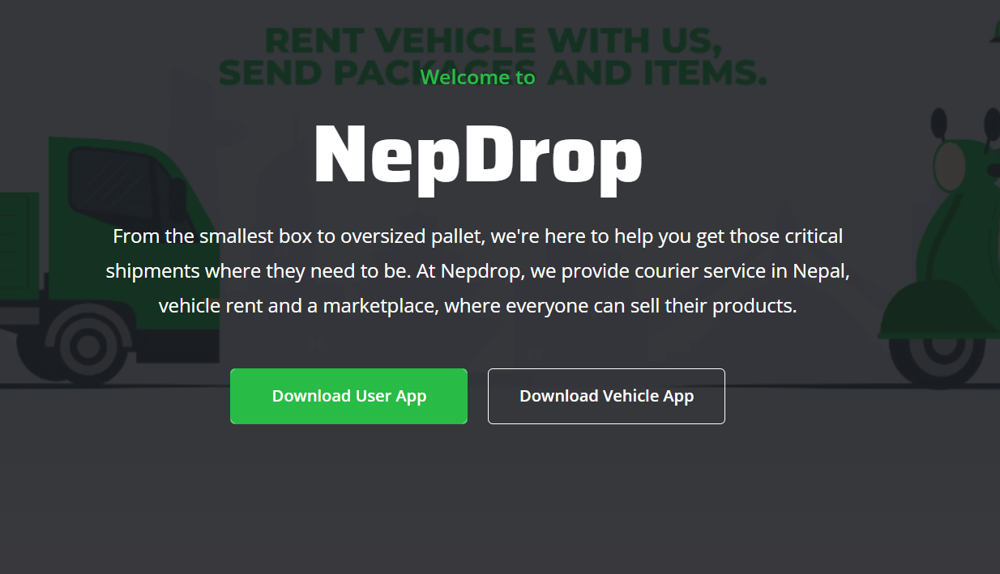 RENT VEHICLE WITH US,
SEND PACKAGES AND ITEMS.
Welcome to
NepDrop
From the smallest box to oversized pallet, we're here to help you get those critical
shipments where they need to be. At Nepdrop, we provide courier service in Nepal,
vehicle rent and a marketplace, where everyone can sell their products.
Download User App
Download Vehicle App